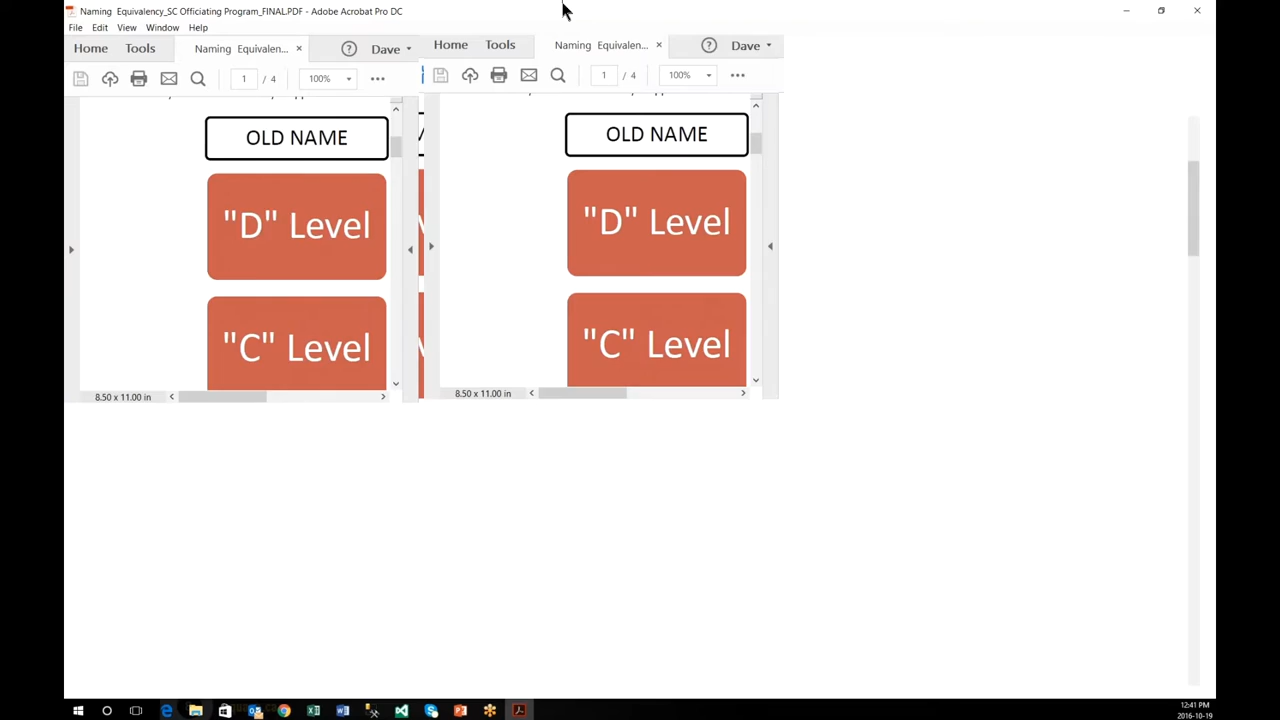 Naming Equivalency_SC Officiating Program_FINAL.PDF - Adobe Acrobat Pro DC
File Edit View Window Help
Home Tools Naming Equivalen... × ? Dave
1 / 4 100%
OLD NAME
"D" Level
"C" Level
8.50 x 11.00 in
Home Tools Naming Equivalen... × ? Dave
1 / 4 100%
OLD NAME
"D" Level
"C" Level
8.50 x 11.00 in
12:41 PM
2016-10-19